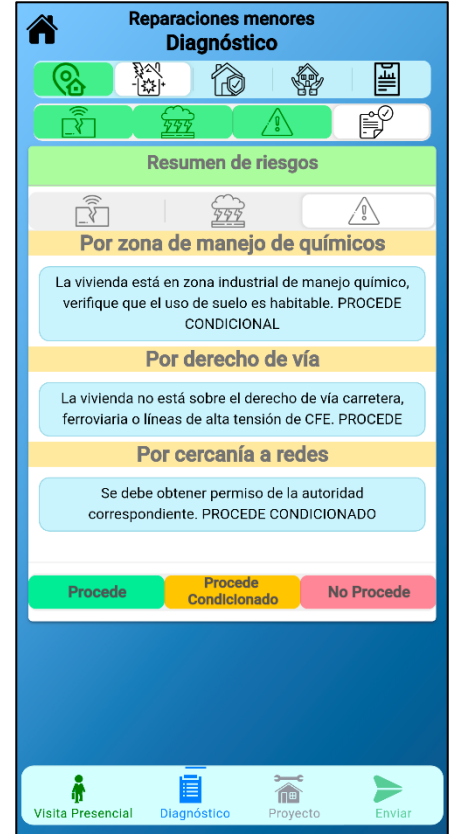 Reparaciones menores
Diagnóstico
Resumen de riesgos
Por zona de manejo de químicos
La vivienda está en zona industrial de manejo químico,
verifique que el uso de suelo es habitable. PROCEDE
CONDICIONAL
Por derecho de vía
La vivienda no está sobre el derecho de vía carretera,
ferroviaria o líneas de alta tensión de CFE. PROCEDE
Por cercanía a redes
Se debe obtener permiso de la autoridad
correspondiente. PROCEDE CONDICIONADO
Procede
Procede
Condicionado
No Procede
Visita Presencial
Diagnóstico
Proyecto
Enviar